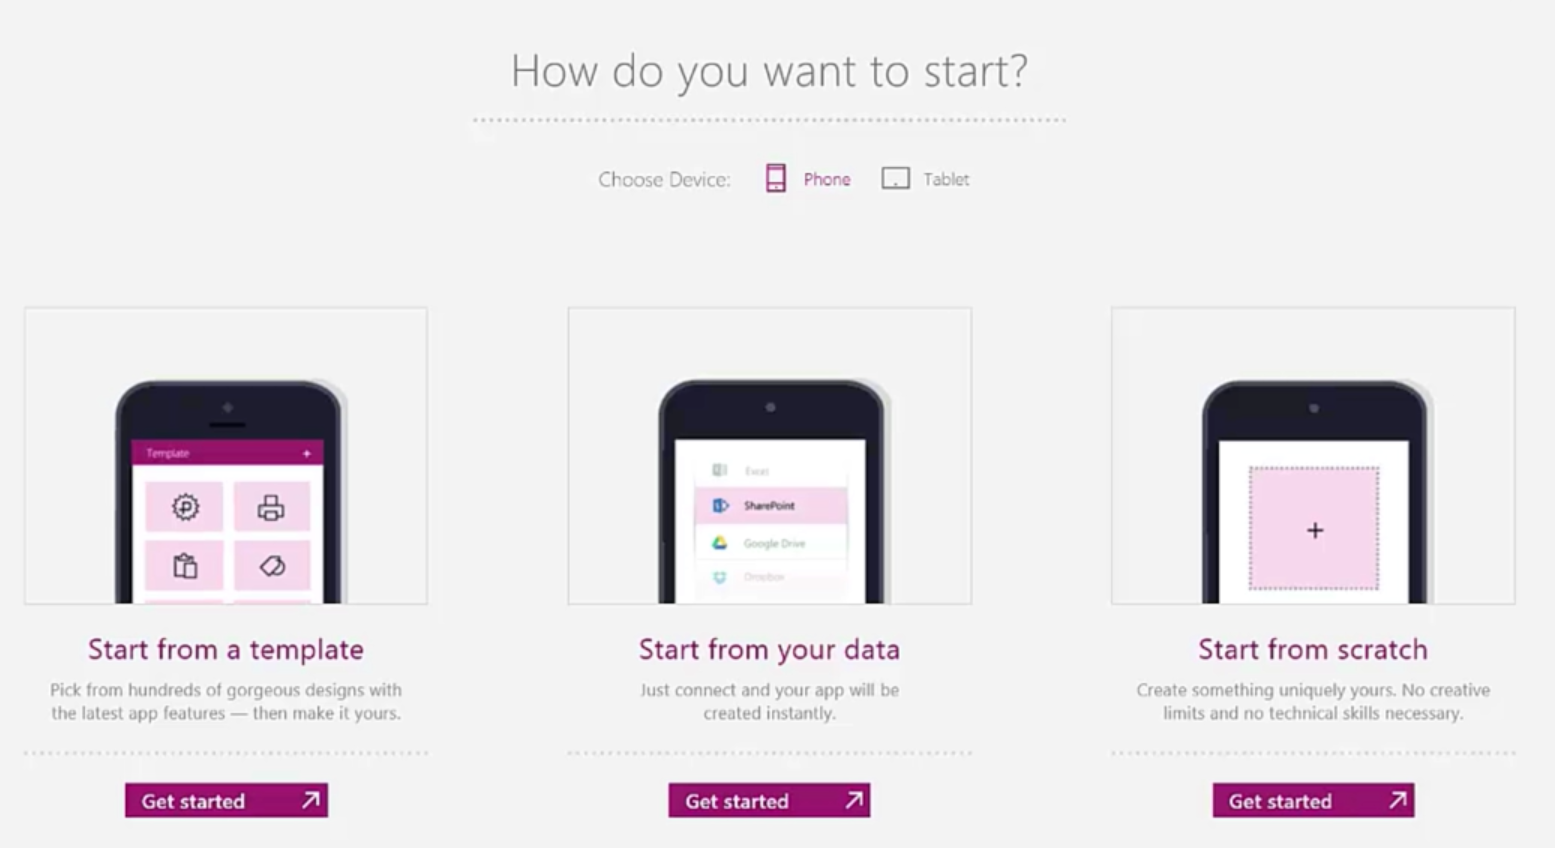 How do you want to start?
Choose Device: Phone Tablet
Template +
Excel
SharePoint
Google Drive
DropBox
Start from a template
Pick from hundreds of gorgeous designs with
the latest app features — then make it yours.
Get started
Start from your data
Just connect and your app will be
created instantly.
Get started
Start from scratch
Create something uniquely yours. No creative
limits and no technical skills necessary.
Get started